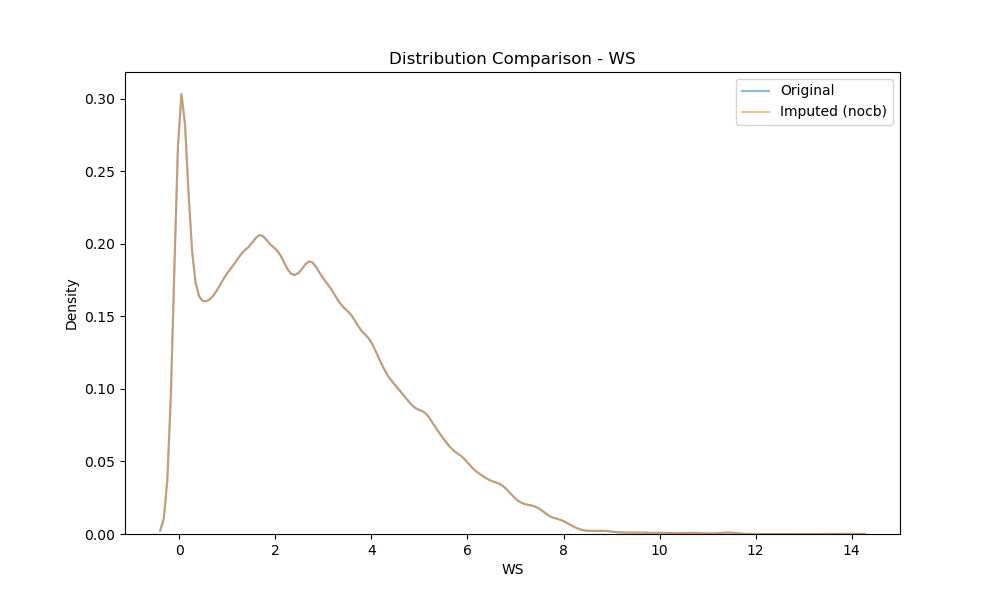 Distribution Comparison - WS
Original
Imputed (nocb)
0.30
0.25
0.20
0.15
0.10
0.05
0.00
Density
0 2 4 6 8 10 12 14
WS